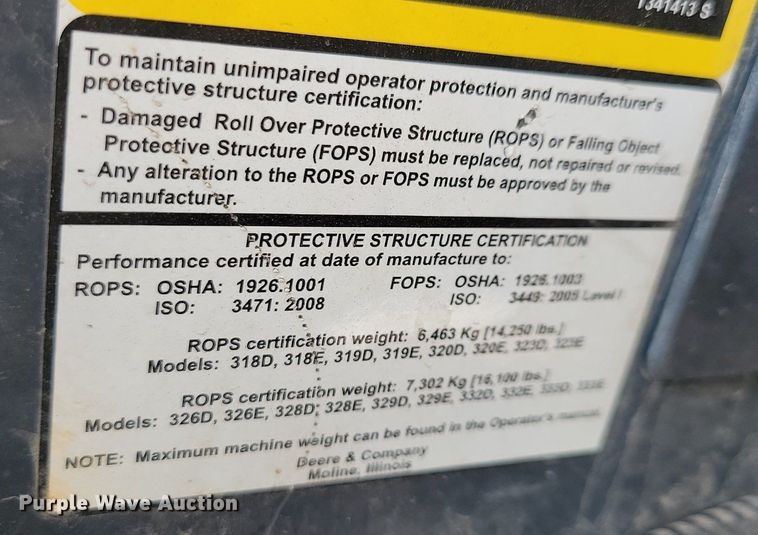 T341413 S
To maintain unimpaired operator protection and manufacturer's
protective structure certification:
- Damaged Roll Over Protective Structure (ROPS) or Falling Object
Protective Structure (FOPS) must be replaced, not repaired or revised.
- Any alteration to the ROPS or FOPS must be approved by the
manufacturer.
PROTECTIVE STRUCTURE CERTIFICATION
Performance certified at date of manufacture to:
ROPS: OSHA: 1926.1001 FOPS: OSHA: 1926.1003
ISO: 3471: 2008 ISO: 3449: 2005 Level I
ROPS certification weight: 6,463 Kg [14,250 lbs.]
Models: 318D, 318E, 319D, 319E, 320D, 320E, 323D, 323E
ROPS certification weight: 7,302 Kg [16,100 lbs.]
Models: 326D, 326E, 328D, 328E, 329D, 329E, 332D, 332E, 333D, 333E
NOTE: Maximum machine weight can be found in the Operator's manual.
Deere & Company
Moline, Illinois
Purple Wave Auction